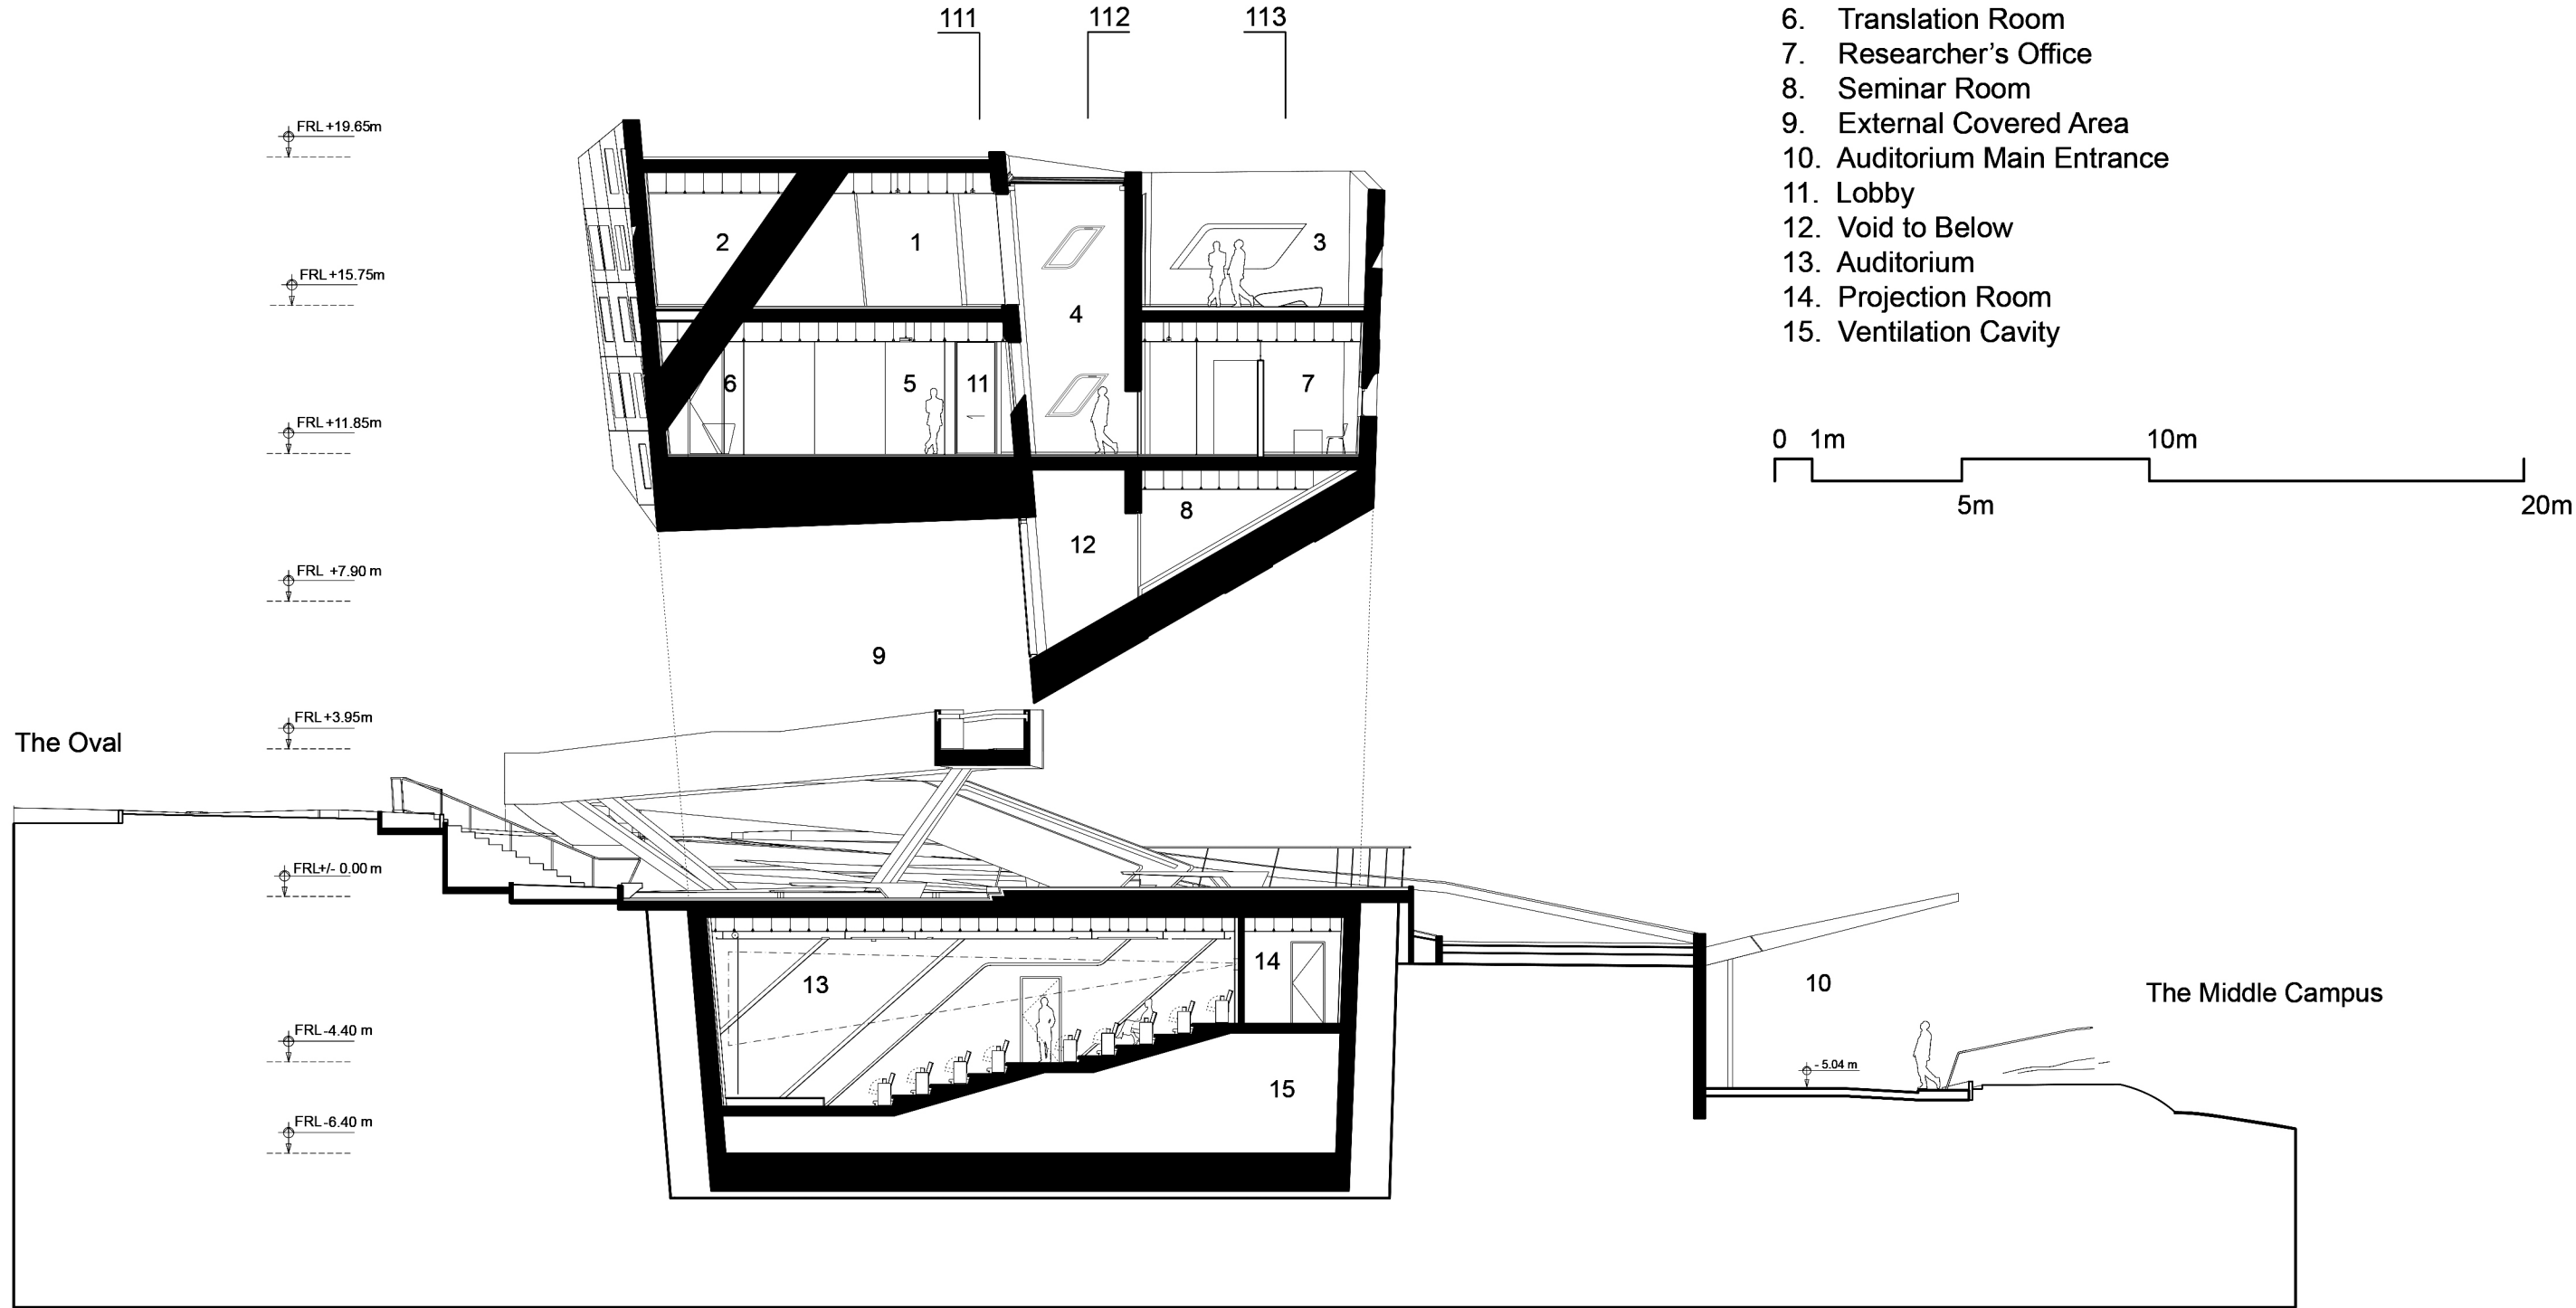 111
112
113
6. Translation Room
7. Researcher's Office
8. Seminar Room
9. External Covered Area
10. Auditorium Main Entrance
11. Lobby
12. Void to Below
13. Auditorium
14. Projection Room
15. Ventilation Cavity
0 1m 10m
5m 20m
FRL +19.65m
2 1 3
FRL +15.75m
4
6 5 11 7
FRL +11.85m
8
12
FRL +7.90 m
9
FRL +3.95m
The Oval
FRL+/- 0.00 m
14
13
10
The Middle Campus
FRL -4.40 m
- 5.04 m
15
FRL -6.40 m